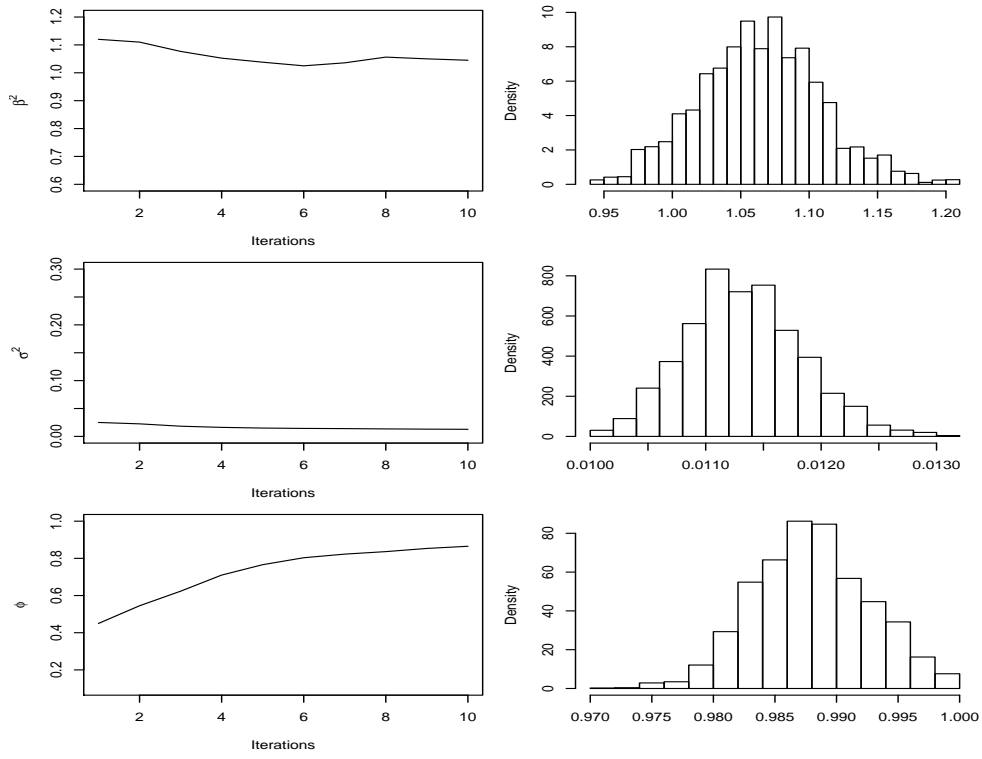 β²
0.6 0.7 0.8 0.9 1.0 1.1 1.2
2 4 6 8 10
Iterations
Density
0 2 4 6 8 10
0.95 1.00 1.05 1.10 1.15 1.20
σ²
0.00 0.10 0.20 0.30
2 4 6 8 10
Iterations
Density
0 200 400 600 800
0.0100 0.0110 0.0120 0.0130
φ
0.2 0.4 0.6 0.8 1.0
2 4 6 8 10
Iterations
Density
0 20 40 60 80
0.970 0.975 0.980 0.985 0.990 0.995 1.000